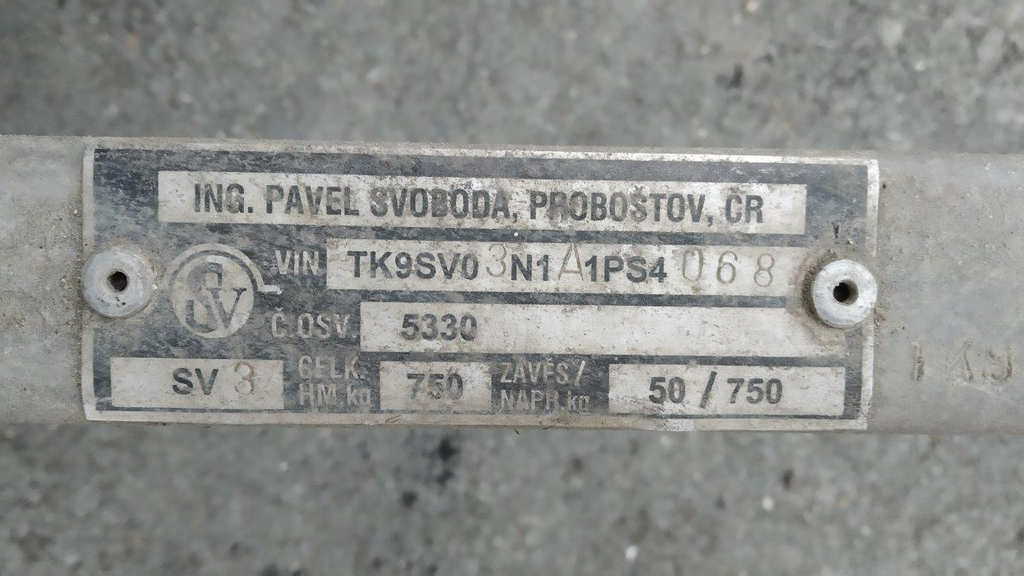 ING. PAVEL SVOBODA, PROBOŠTOV, ČR
VIN TK9SV03N1A1PS4068
Č.OSV. 5330
SV 3 CELK. HM kg 750 ZÁVĚS/ NÁPR kg 50 / 750
TK9